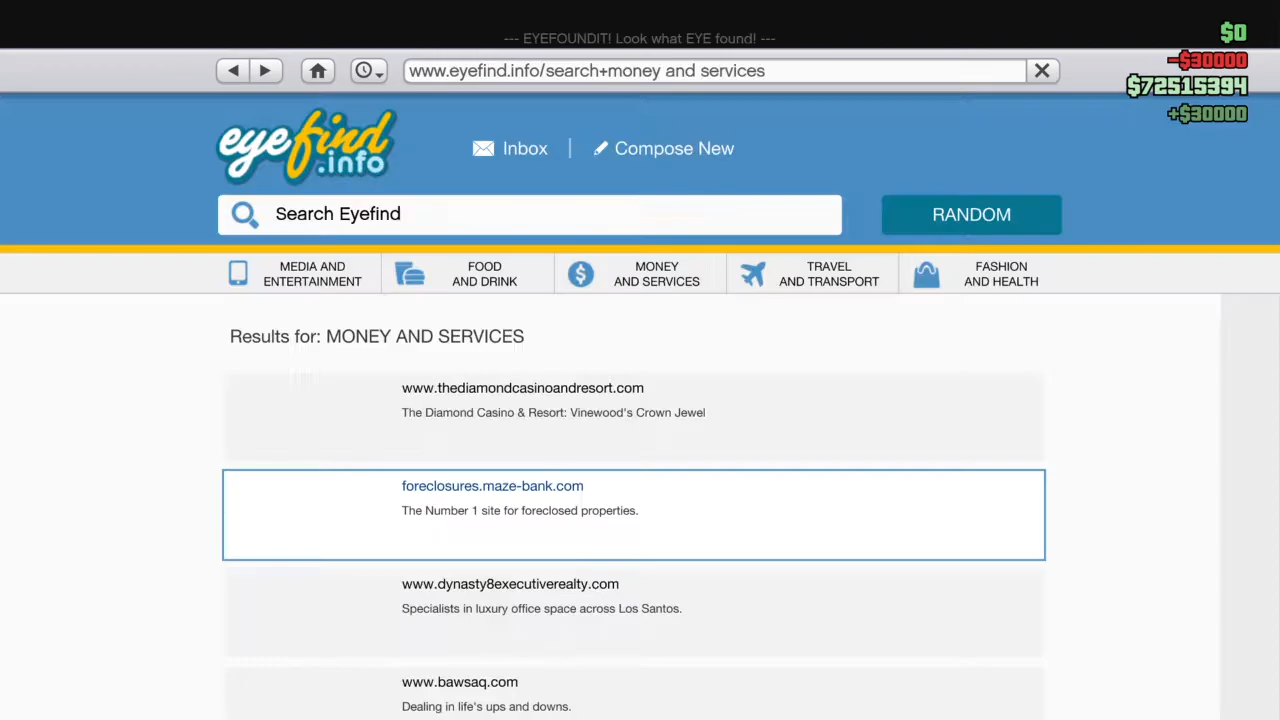 --- EYEFOUNDIT! Look what EYE found! ---
$0
-$30000
$72515394
+$30000
www.eyefind.info/search+money and services
eyefind
.info
Inbox
Compose New
Search Eyefind
RANDOM
MEDIA AND
ENTERTAINMENT
FOOD
AND DRINK
MONEY
AND SERVICES
TRAVEL
AND TRANSPORT
FASHION
AND HEALTH
Results for: MONEY AND SERVICES
www.thediamondcasinoandresort.com
The Diamond Casino & Resort: Vinewood's Crown Jewel
foreclosures.maze-bank.com
The Number 1 site for foreclosed properties.
www.dynasty8executiverealty.com
Specialists in luxury office space across Los Santos.
www.bawsaq.com
Dealing in life's ups and downs.